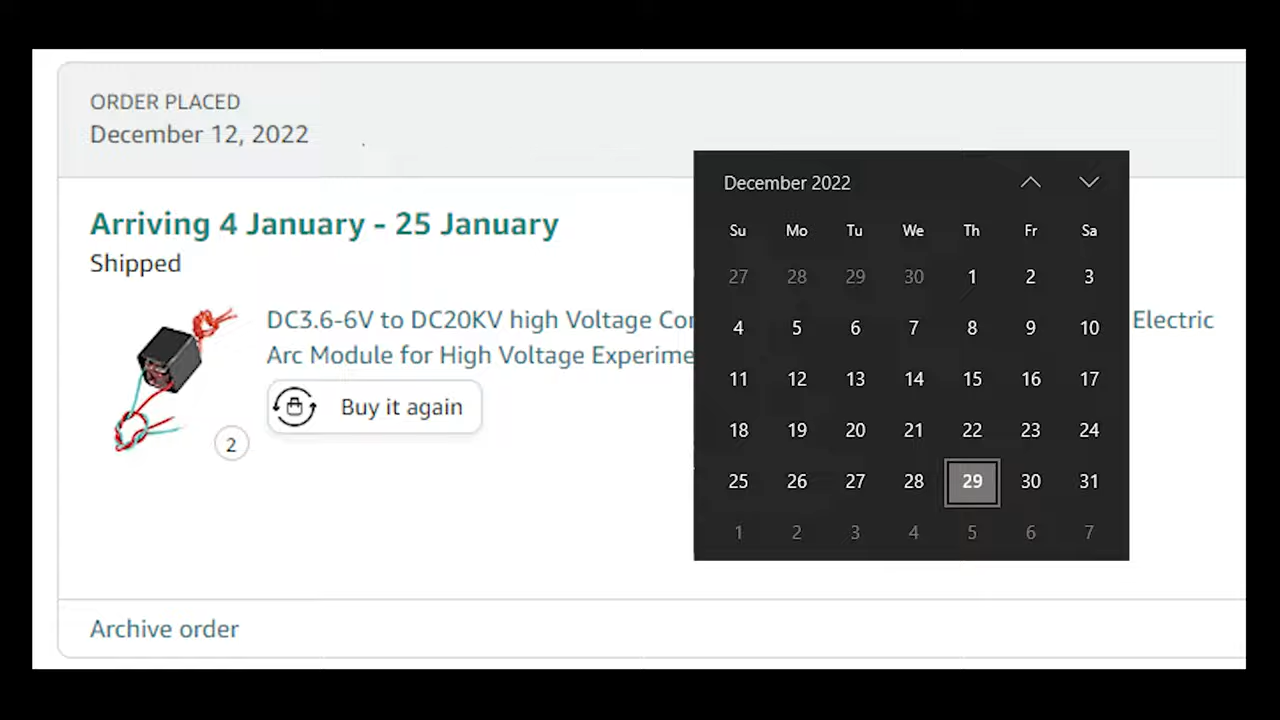 ORDER PLACED
December 12, 2022
Arriving 4 January - 25 January
Shipped
DC3.6-6V to DC20KV high Voltage
Electric
Arc Module for High Voltage
2
Buy it again
Archive order
December 2022
Su Mo Tu We Th Fr Sa
27 28 29 30 1 2 3
4 5 6 7 8 9 10
11 12 13 14 15 16 17
18 19 20 21 22 23 24
25 26 27 28 29 30 31
1 2 3 4 5 6 7